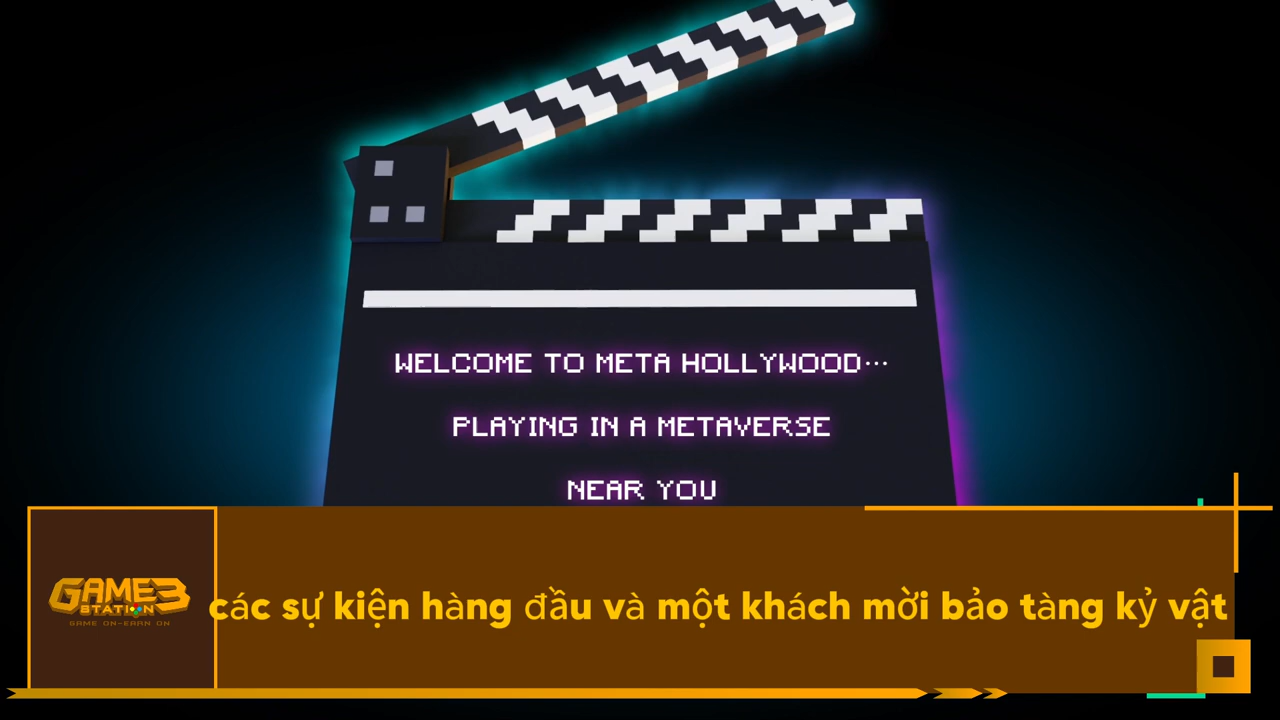 WELCOME TO META HOLLYWOOD...
PLAYING IN A METAVERSE
NEAR YOU
GAME3
STATION
GAME ON-EARN ON
các sự kiện hàng đầu và một khách mời bảo tàng kỷ vật